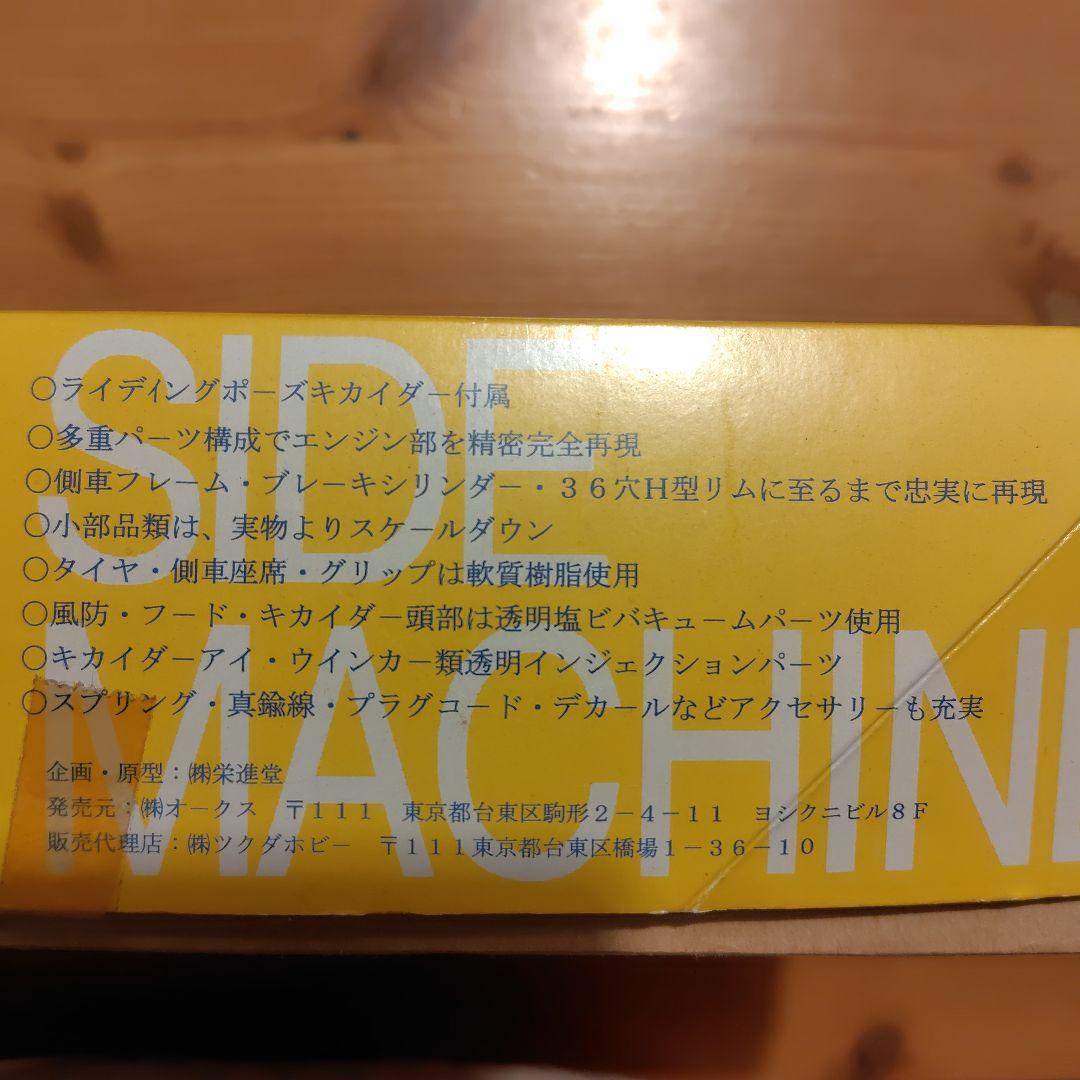 SIDE
MACHINE
○ライディングポーズキカイダー付属
○多重パーツ構成でエンジン部を精密完全再現
○側車フレーム・ブレーキシリンダー・３６穴H型リムに至るまで忠実に再現
○小部品類は、実物よりスケールダウン
○タイヤ・側車座席・グリップは軟質樹脂使用
○風防・フード・キカイダー頭部は透明塩ビバキュームパーツ使用
○キカイダーアイ・ウインカー類透明インジェクションパーツ
○スプリング・真鍮線・プラグコード・デカールなどアクセサリーも充実
企画・原型：㈱栄進堂
発売元：㈱オークス　〒１１１　東京都台東区駒形２－４－１１　ヨシクニビル８Ｆ
販売代理店：㈱ツクダホビー　〒１１１東京都台東区橋場１－３６－１０